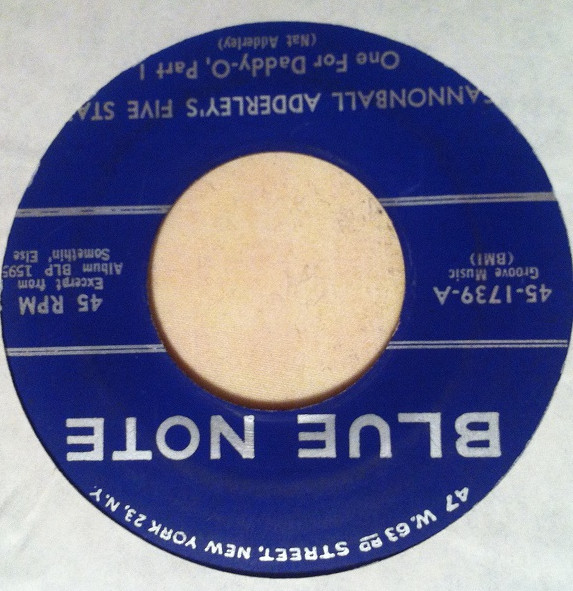 47 W. 63RD STREET, NEW YORK 23, N.Y.
BLUE NOTE
45-1739-A
Groove Music
(BMI)
45 RPM
Excerpt from
Album BLP 1595
Somethin' Else
CANNONBALL ADDERLEY'S FIVE STA
One For Daddy-O, Part I
(Nat Adderley)